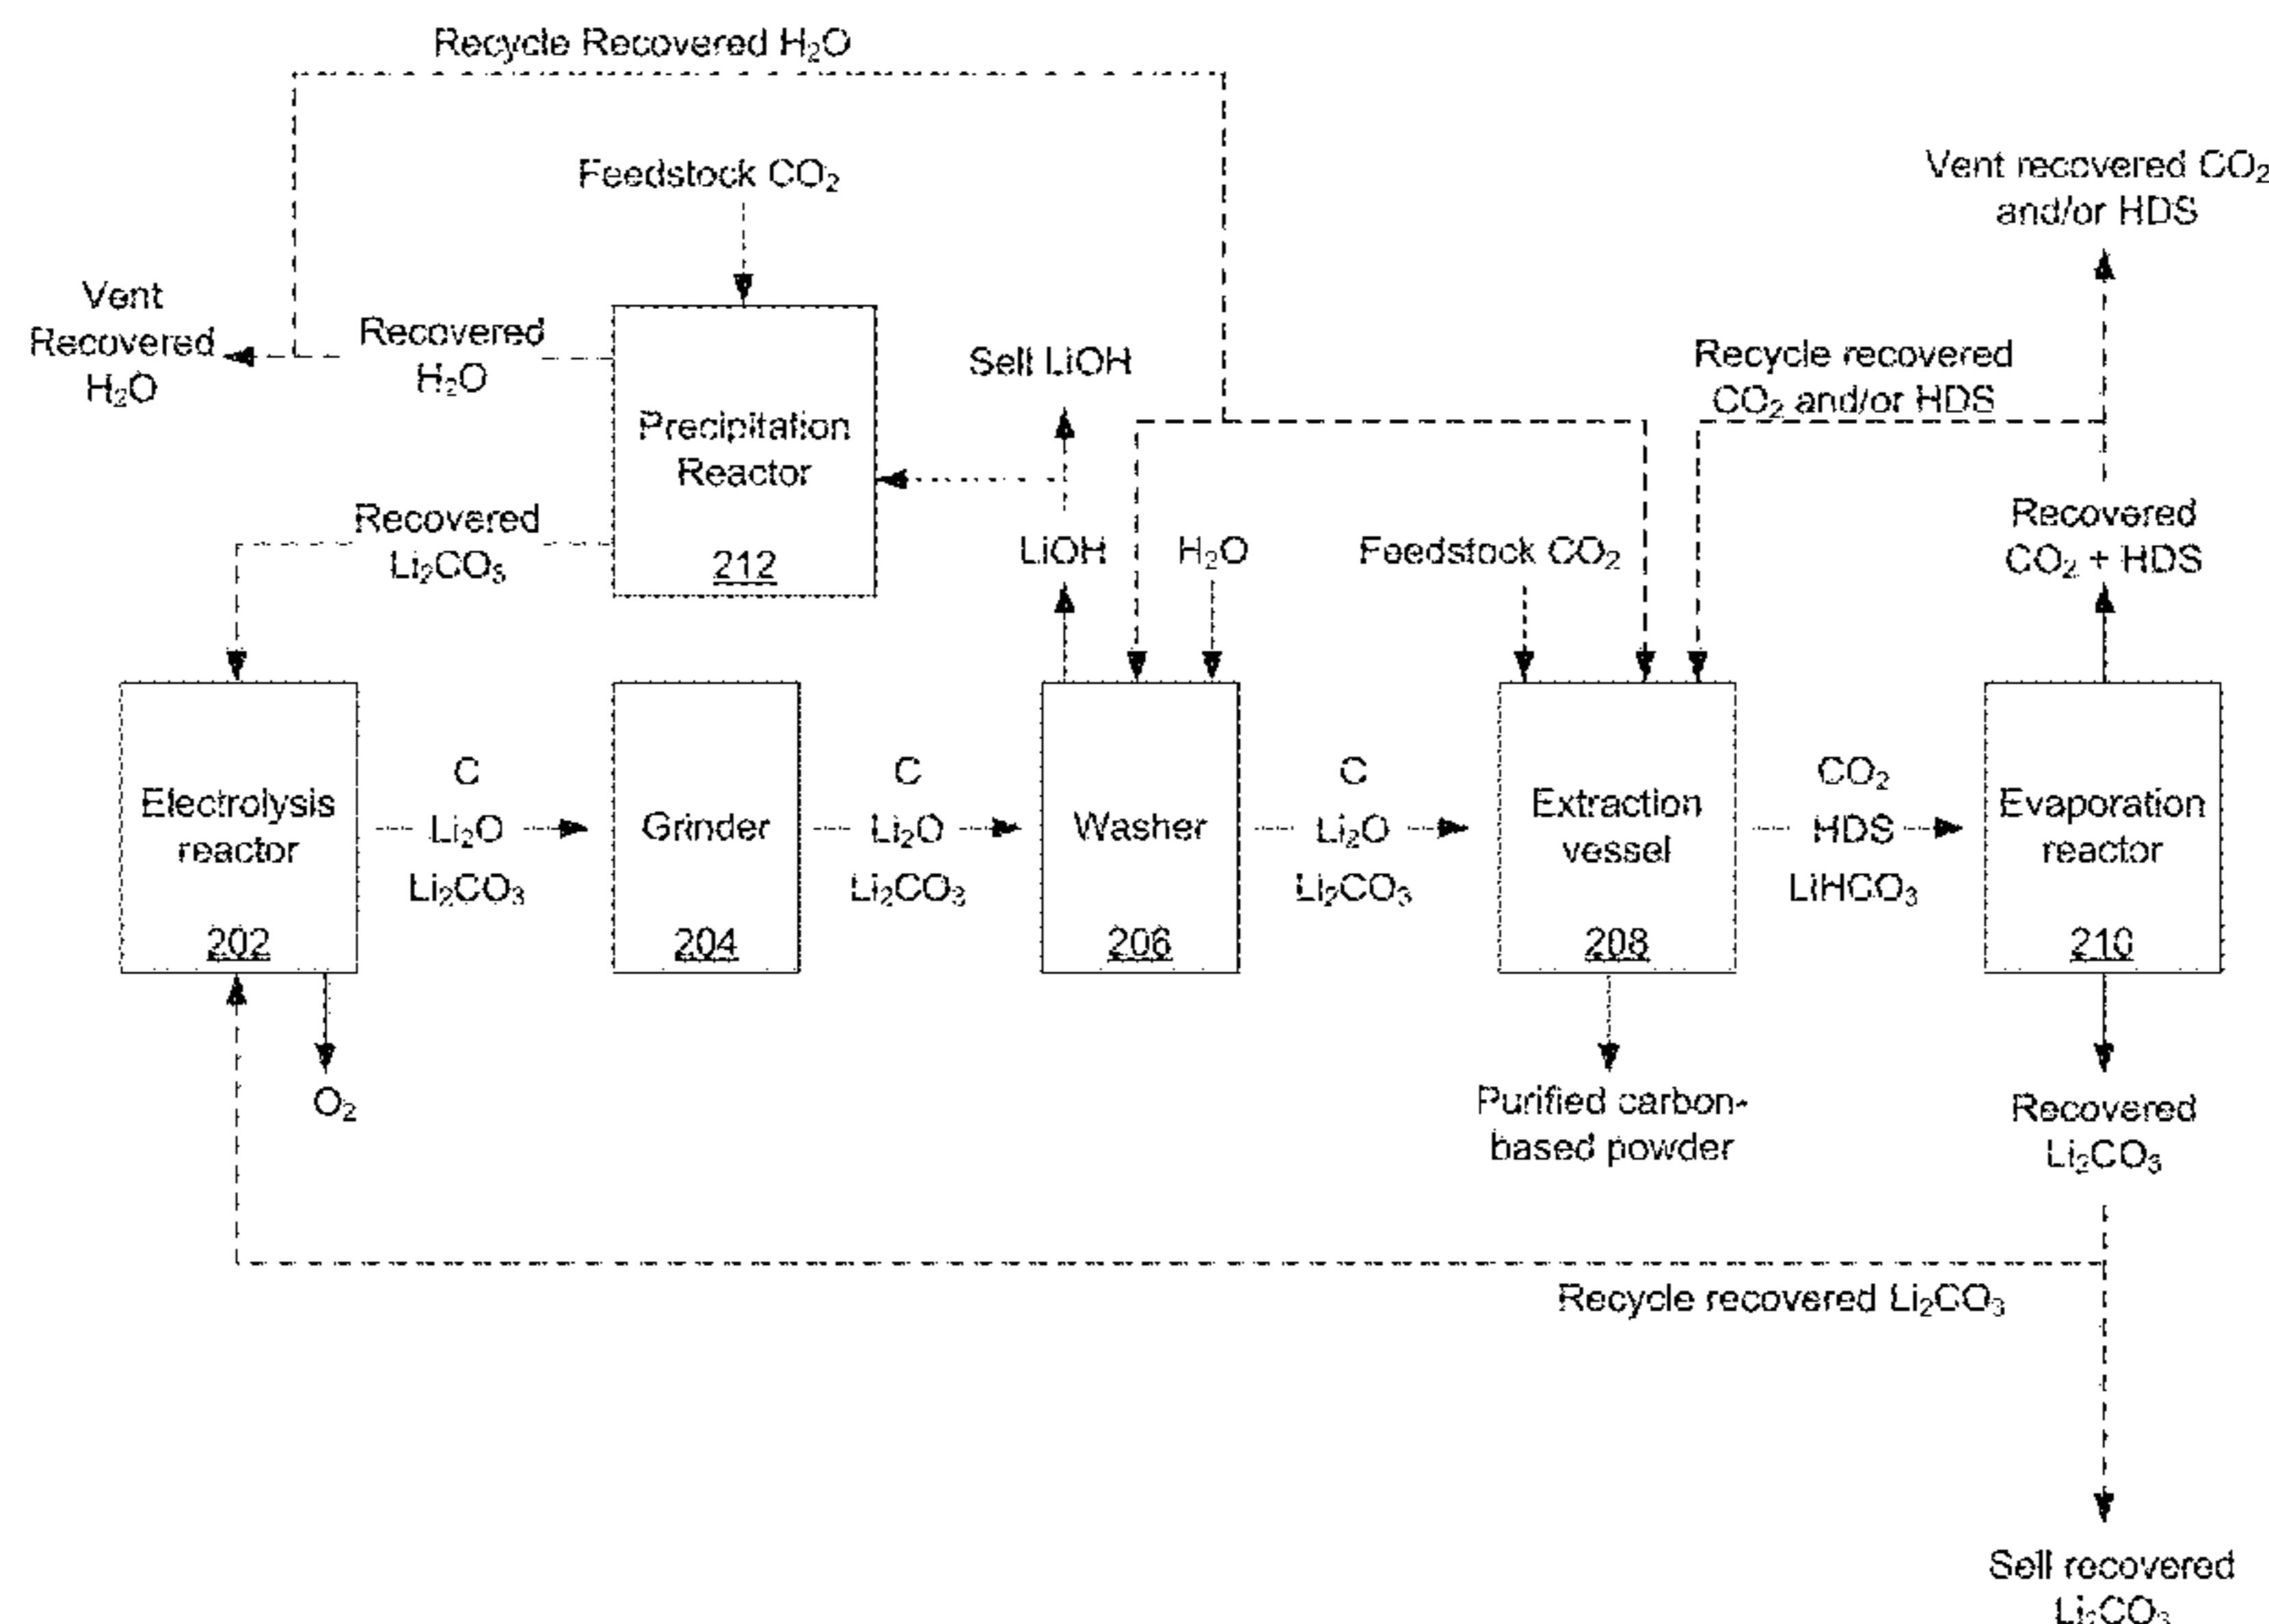 Recycle Recovered H₂O
Feedstock CO₂
Vent recovered CO₂
and/or HDS
Vent
Recovered
H₂O
Recovered
H₂O
Precipitation
Reactor
212
Sell LiOH
Recycle recovered
CO₂ and/or HDS
Recovered
Li₂CO₃
LiOH
H₂O
Feedstock CO₂
Recovered
CO₂ + HDS
Electrolysis
reactor
202
C
Li₂O
Li₂CO₃
Grinder
204
C
Li₂O
Li₂CO₃
Washer
206
C
Li₂O
Li₂CO₃
Extraction
vessel
208
CO₂
HDS
LiHCO₃
Evaporation
reactor
210
O₂
Purified carbon-
based powder
Recovered
Li₂CO₃
Recycle recovered Li₂CO₃
Sell recovered
Li₂CO₃